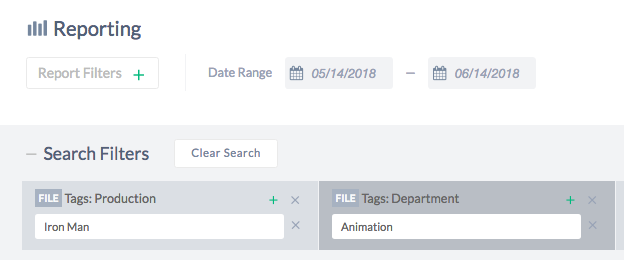 Reporting
Report Filters +
Date Range 05/14/2018 — 06/14/2018
— Search Filters Clear Search
FILE Tags: Production + ×
Iron Man ×
FILE Tags: Department + ×
Animation ×